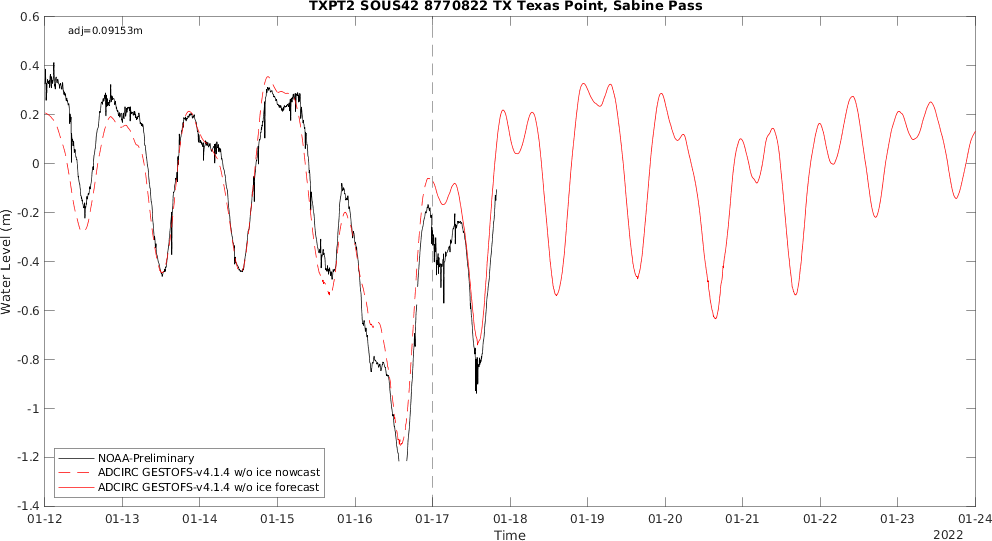 TXPT2 SOUS42 8770822 TX Texas Point, Sabine Pass
adj=0.09153m
0.6
0.4
0.2
0
-0.2
-0.4
-0.6
-0.8
-1
-1.2
-1.4
Water Level (m)
NOAA-Preliminary
ADCIRC GESTOFS-v4.1.4 w/o ice nowcast
ADCIRC GESTOFS-v4.1.4 w/o ice forecast
01-12 01-13 01-14 01-15 01-16 01-17 01-18 01-19 01-20 01-21 01-22 01-23 01-24
Time
2022